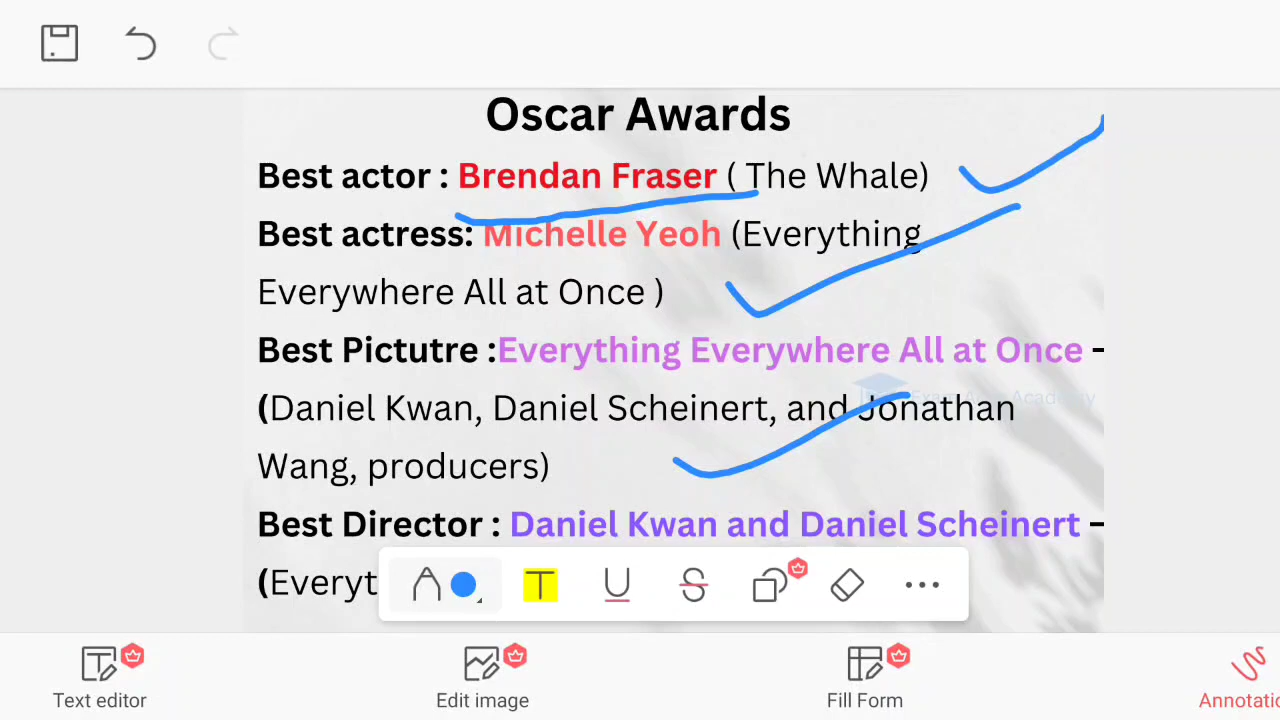 Oscar Awards
Best actor : Brendan Fraser ( The Whale)
Best actress: Michelle Yeoh (Everything
Everywhere All at Once )
Best Pictutre :Everything Everywhere All at Once –
(Daniel Kwan, Daniel Scheinert, and Jonathan
Wang, producers)
Best Director : Daniel Kwan and Daniel Scheinert –
(Everyt
Text editor
Edit image
Fill Form
Annotatio